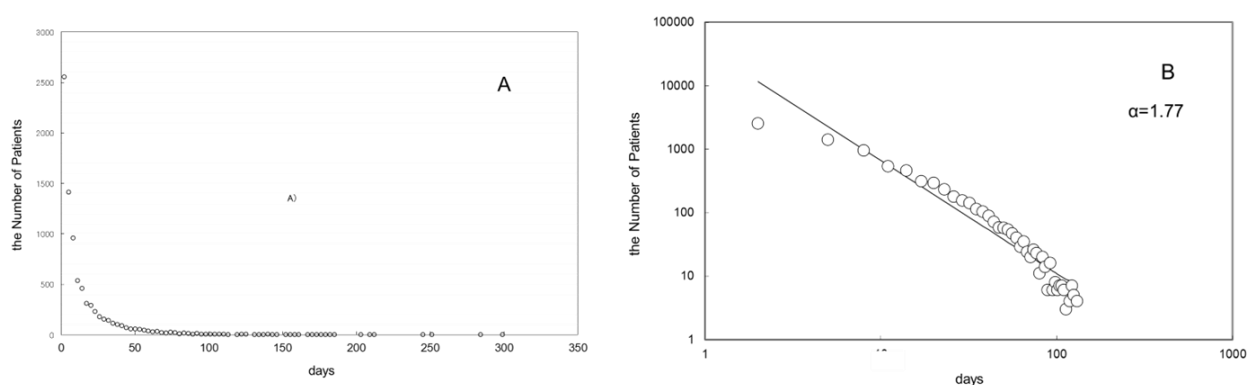 3000
2500
2000
1500
1000
500
0
the Number of Patients
A
A)
0 50 100 150 200 250 300 350
days
100000
10000
1000
100
10
1
the Number of Patients
B
α=1.77
1 100 1000
days